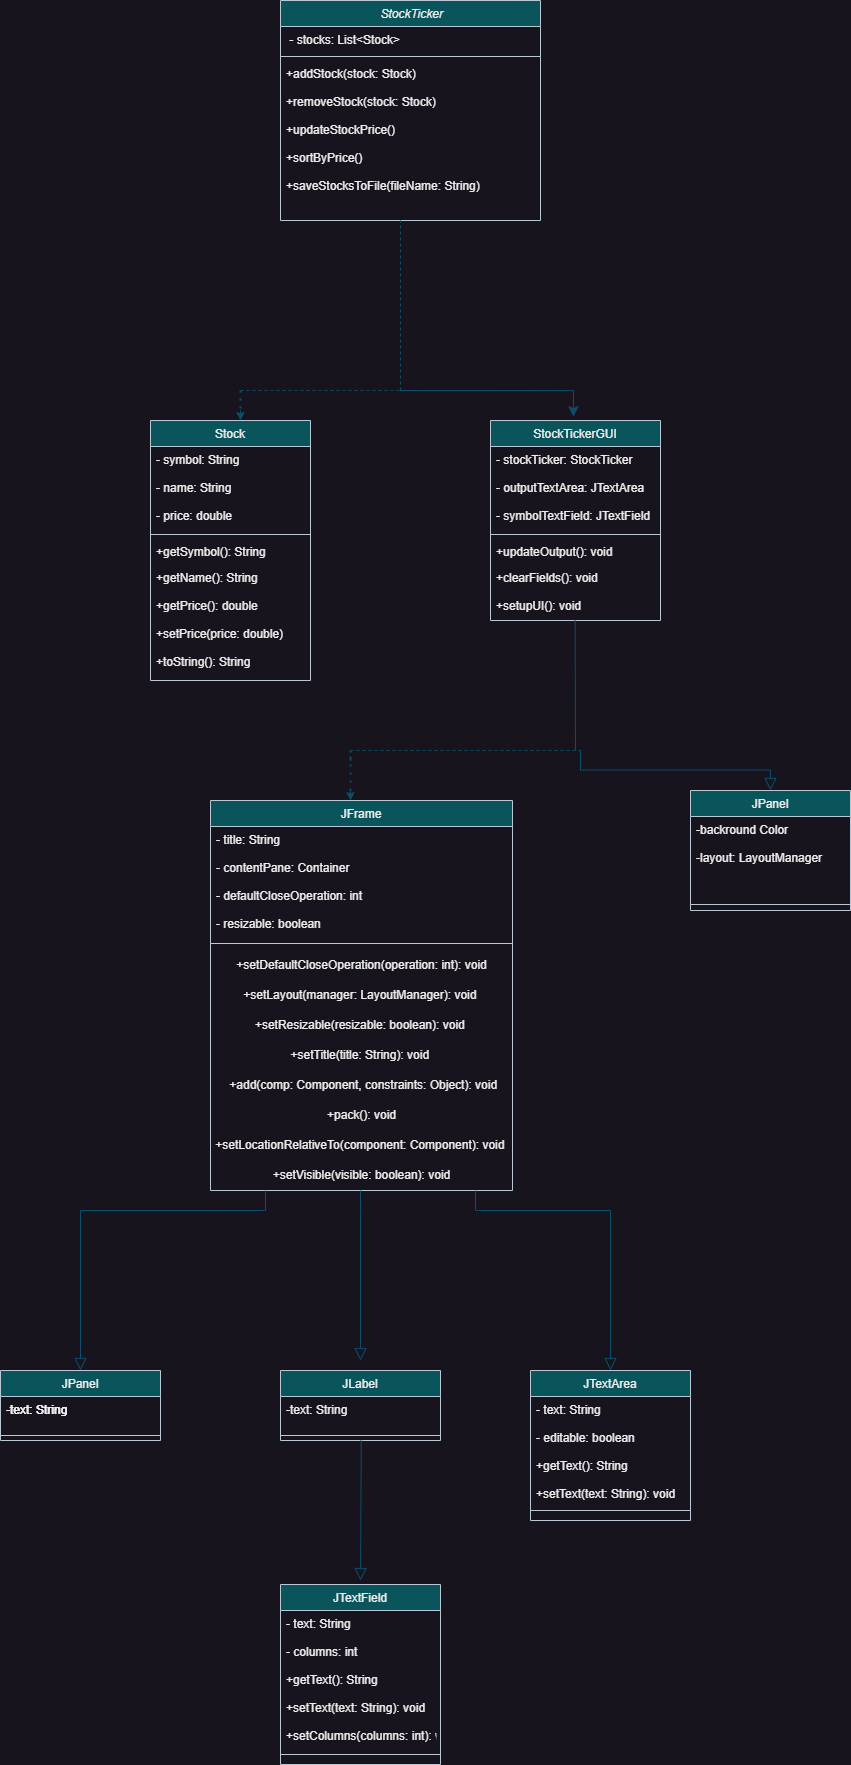 StockTicker
- stocks: List<Stock>
+addStock(stock: Stock)
+removeStock(stock: Stock)
+updateStockPrice()
+sortByPrice()
+saveStocksToFile(fileName: String)
Stock
- symbol: String
- name: String
- price: double
+getSymbol(): String
+getName(): String
+getPrice(): double
+setPrice(price: double)
+toString(): String
StockTickerGUI
- stockTicker: StockTicker
- outputTextArea: JTextArea
- symbolTextField: JTextField
+updateOutput(): void
+clearFields(): void
+setupUI(): void
JFrame
- title: String
- contentPane: Container
- defaultCloseOperation: int
- resizable: boolean
+setDefaultCloseOperation(operation: int): void
+setLayout(manager: LayoutManager): void
+setResizable(resizable: boolean): void
+setTitle(title: String): void
+add(comp: Component, constraints: Object): void
+pack(): void
+setLocationRelativeTo(component: Component): void
+setVisible(visible: boolean): void
JPanel
-backround Color
-layout: LayoutManager
JPanel
-text: String
JLabel
-text: String
JTextArea
- text: String
- editable: boolean
+getText(): String
+setText(text: String): void
JTextField
- text: String
- columns: int
+getText(): String
+setText(text: String): void
+setColumns(columns: int):